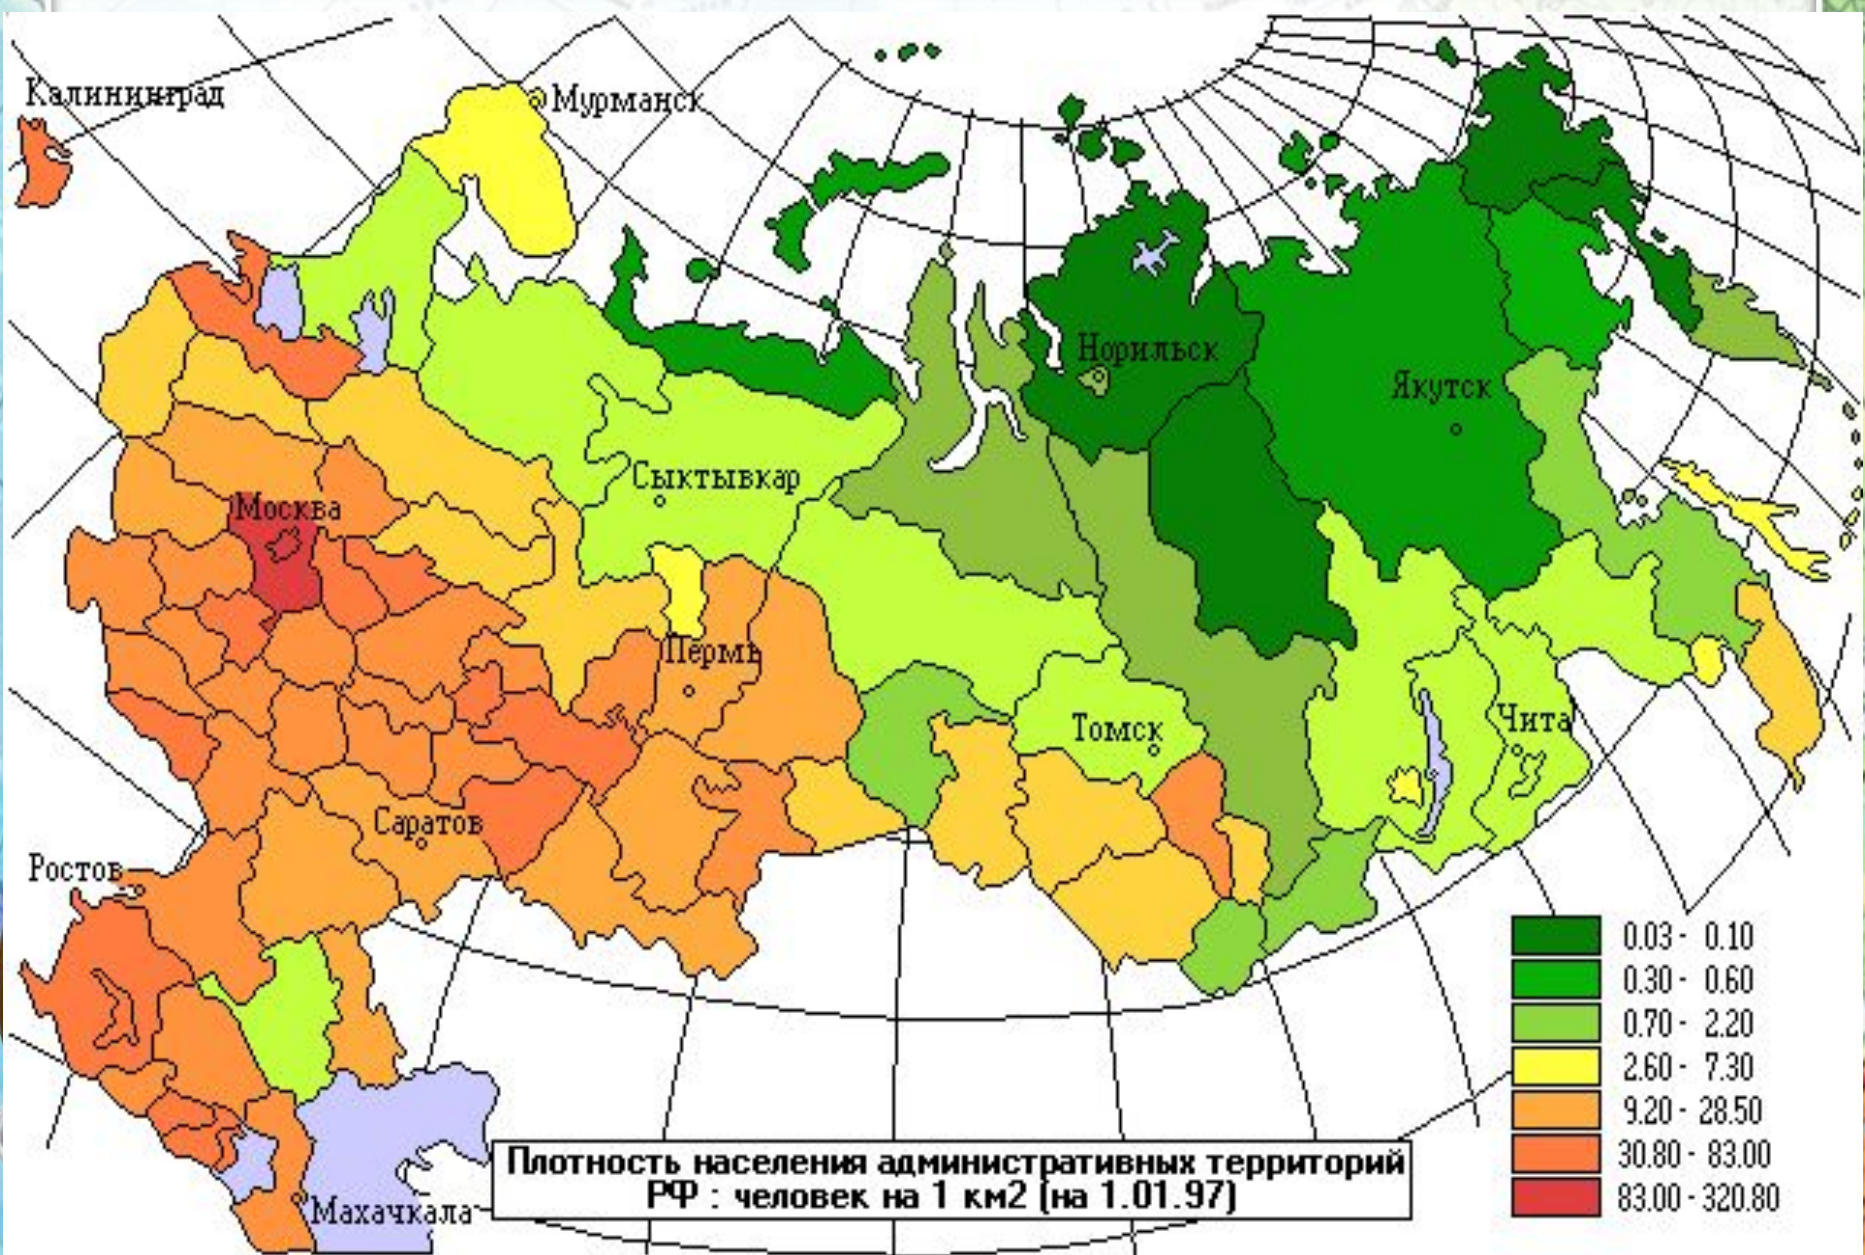 Калининград
Мурманск
Норильск
Якутск
Сыктывкар
Москва
Пермь
Томск
Чита
Саратов
Ростов
Махачкала
0.03 - 0.10
0.30 - 0.60
0.70 - 2.20
2.60 - 7.30
9.20 - 28.50
30.80 - 83.00
83.00 - 320.80
Плотность населения административных территорий
РФ : человек на 1 км2 (на 1.01.97)